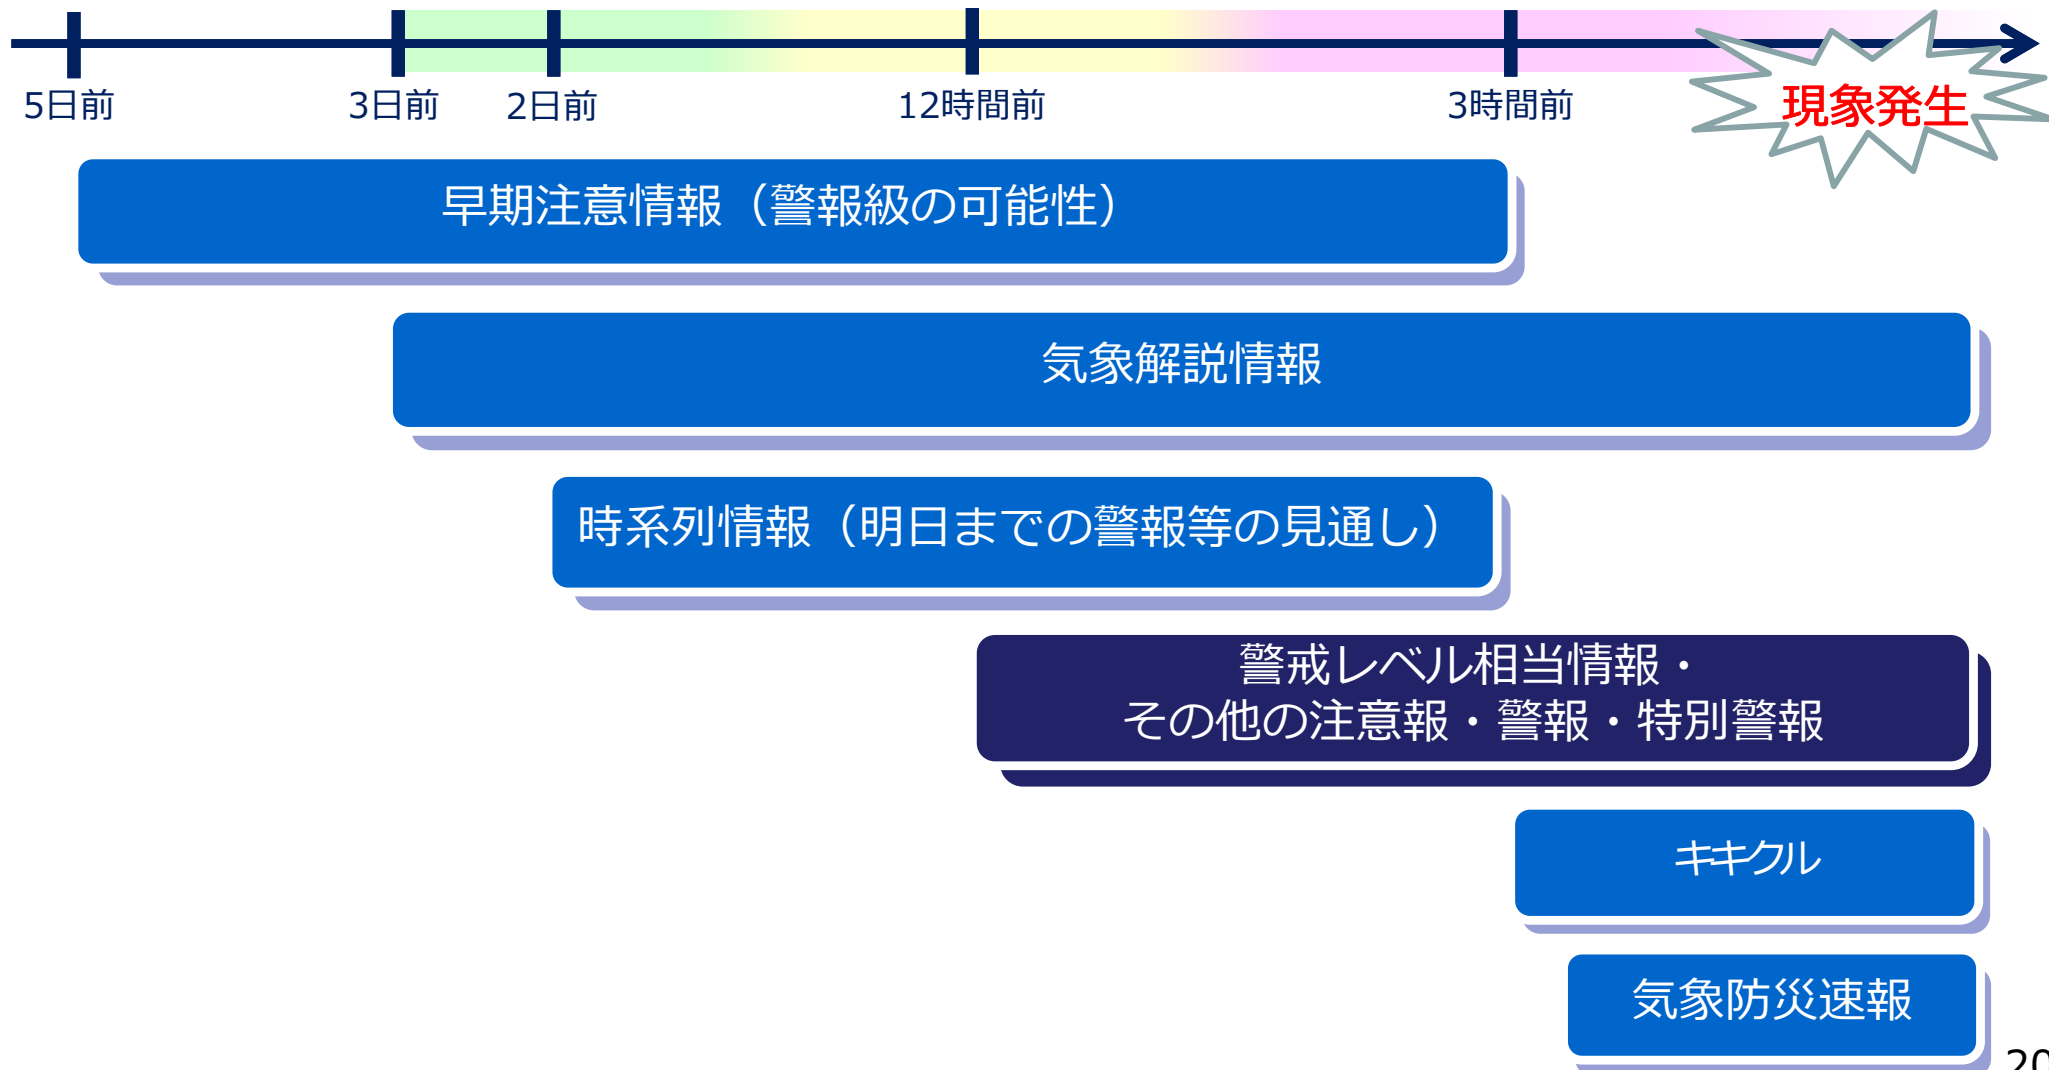 5日前
3日前
2日前
12時間前
3時間前
現象発生
早期注意情報（警報級の可能性）
気象解説情報
時系列情報（明日までの警報等の見通し）
警戒レベル相当情報・
その他の注意報・警報・特別警報
キキクル
気象防災速報
20